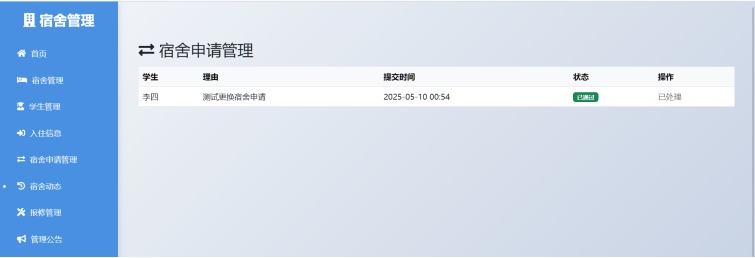 宿舍管理
首页
宿舍管理
学生管理
入住信息
宿舍申请管理
宿舍动态
报修管理
管理公告
宿舍申请管理
学生 理由 提交时间 状态 操作
李四 测试更换宿舍申请 2025-05-10 00:54 已通过 已处理